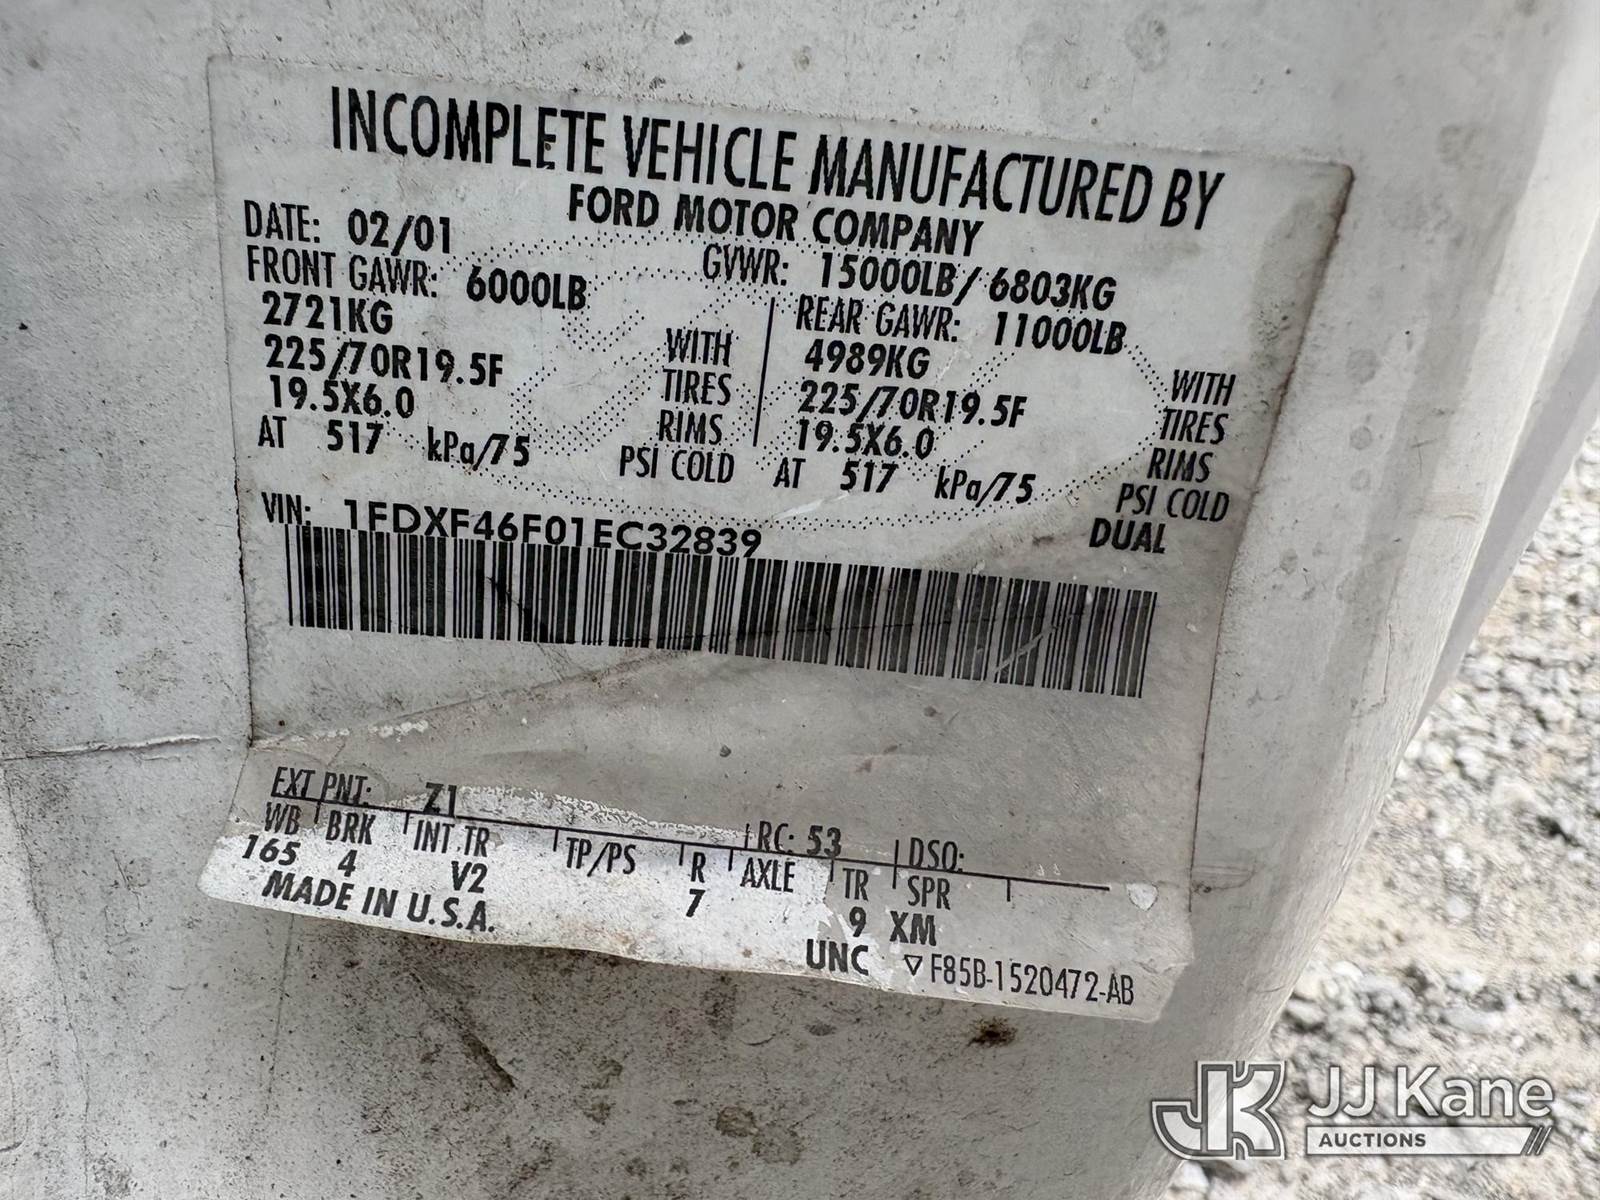 INCOMPLETE VEHICLE MANUFACTURED BY
FORD MOTOR COMPANY
DATE: 02/01 GVWR: 15000LB/ 6803KG
FRONT GAWR: 6000LB REAR GAWR: 11000LB
2721KG WITH 4989KG WITH
225/70R19.5F TIRES 225/70R19.5F TIRES
19.5X6.0 RIMS 19.5X6.0 RIMS
AT 517 kPa/75 PSI COLD AT 517 kPa/75 PSI COLD
VIN: 1FDXF46F01EC32839 DUAL
EXT PNT: Z1 RC: 53 DSO:
WB BRK INT TR TP/PS R AXLE TR SPR
165 4 V2 7 9 XM
MADE IN U.S.A. UNC F85B-1520472-AB
JK JJ Kane
AUCTIONS